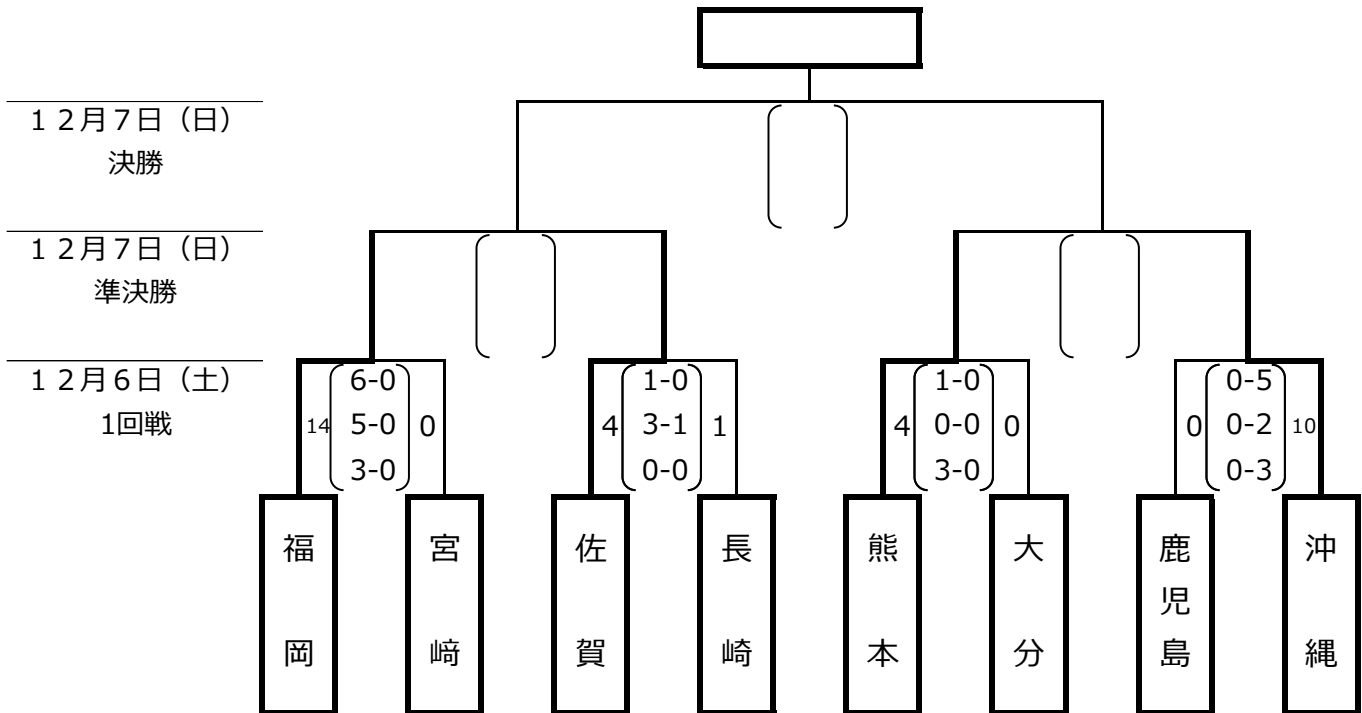 １２月７日（日）
決勝
１２月７日（日）
準決勝
１２月６日（土）
1回戦
14 6-0 5-0 3-0 0
4 1-0 3-1 0-0 1
4 1-0 0-0 3-0 0
0 0-5 0-2 0-3 10
福岡
宮﨑
佐賀
長崎
熊本
大分
鹿児島
沖縄